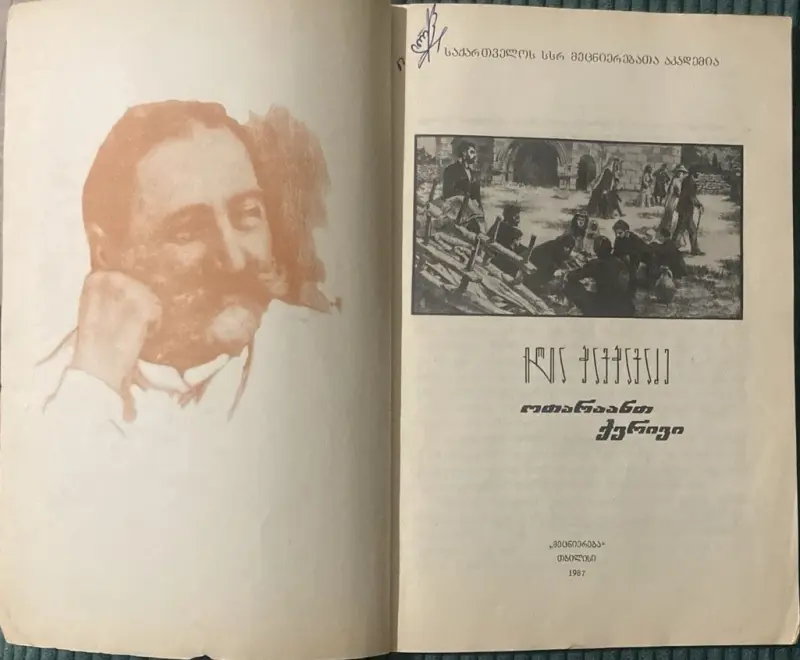 საქართველოს სსრ მეცნიერებათა აკადემია
ილია ჭავჭავაძე
ოთარაანთ
ქვრივი
„მეცნიერება“
თბილისი
1987